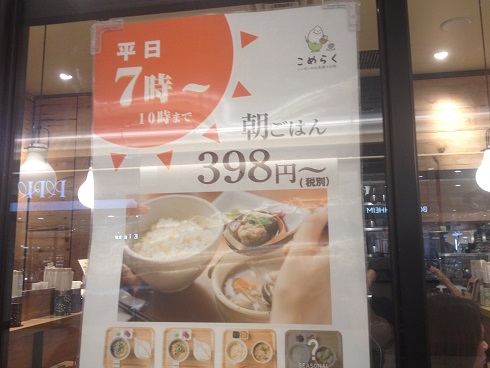 平日
7時～
10時まで
こめらく
朝ごはん
398円～
(税別)
?
SEASONAL